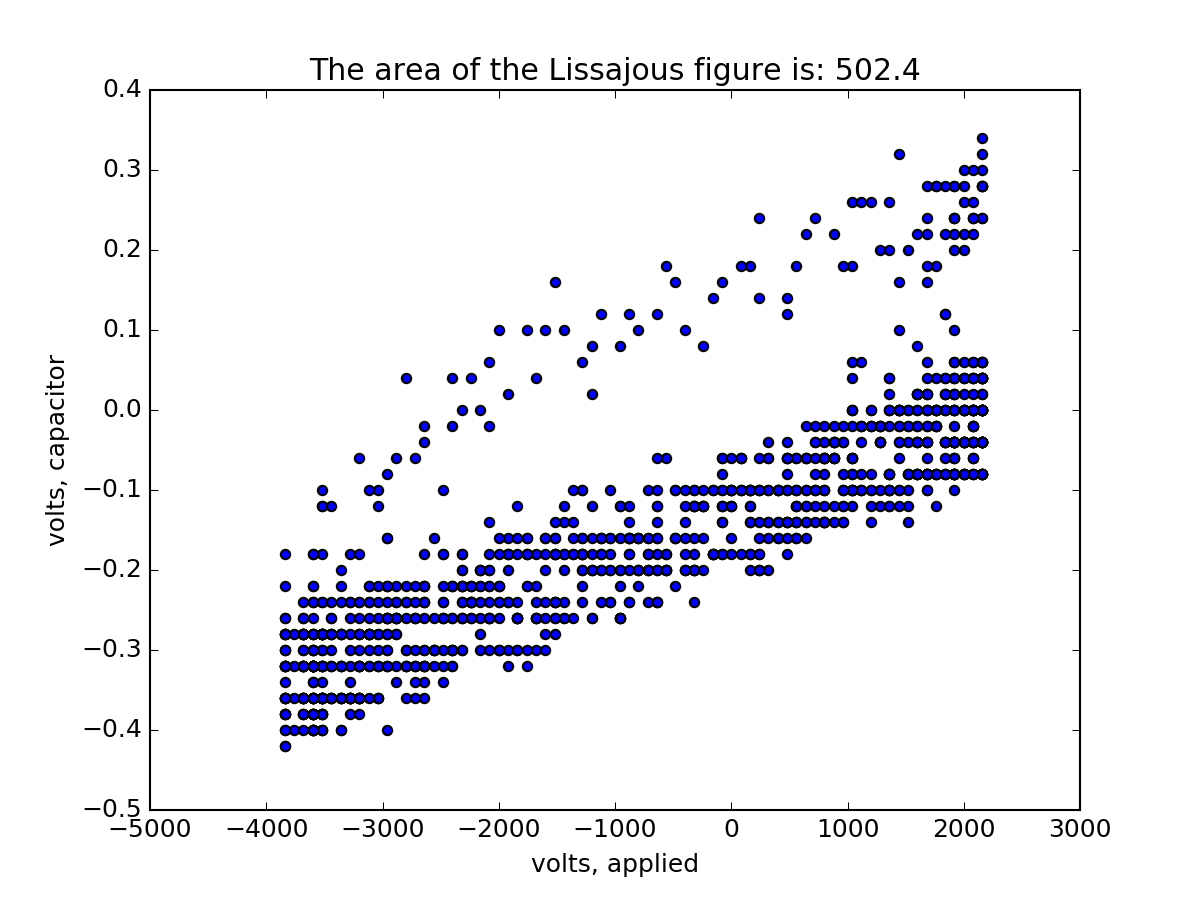 The area of the Lissajous figure is: 502.4
0.4
0.3
0.2
0.1
0.0
−0.1
−0.2
−0.3
−0.4
−0.5
volts, capacitor
−5000 −4000 −3000 −2000 −1000 0 1000 2000 3000
volts, applied